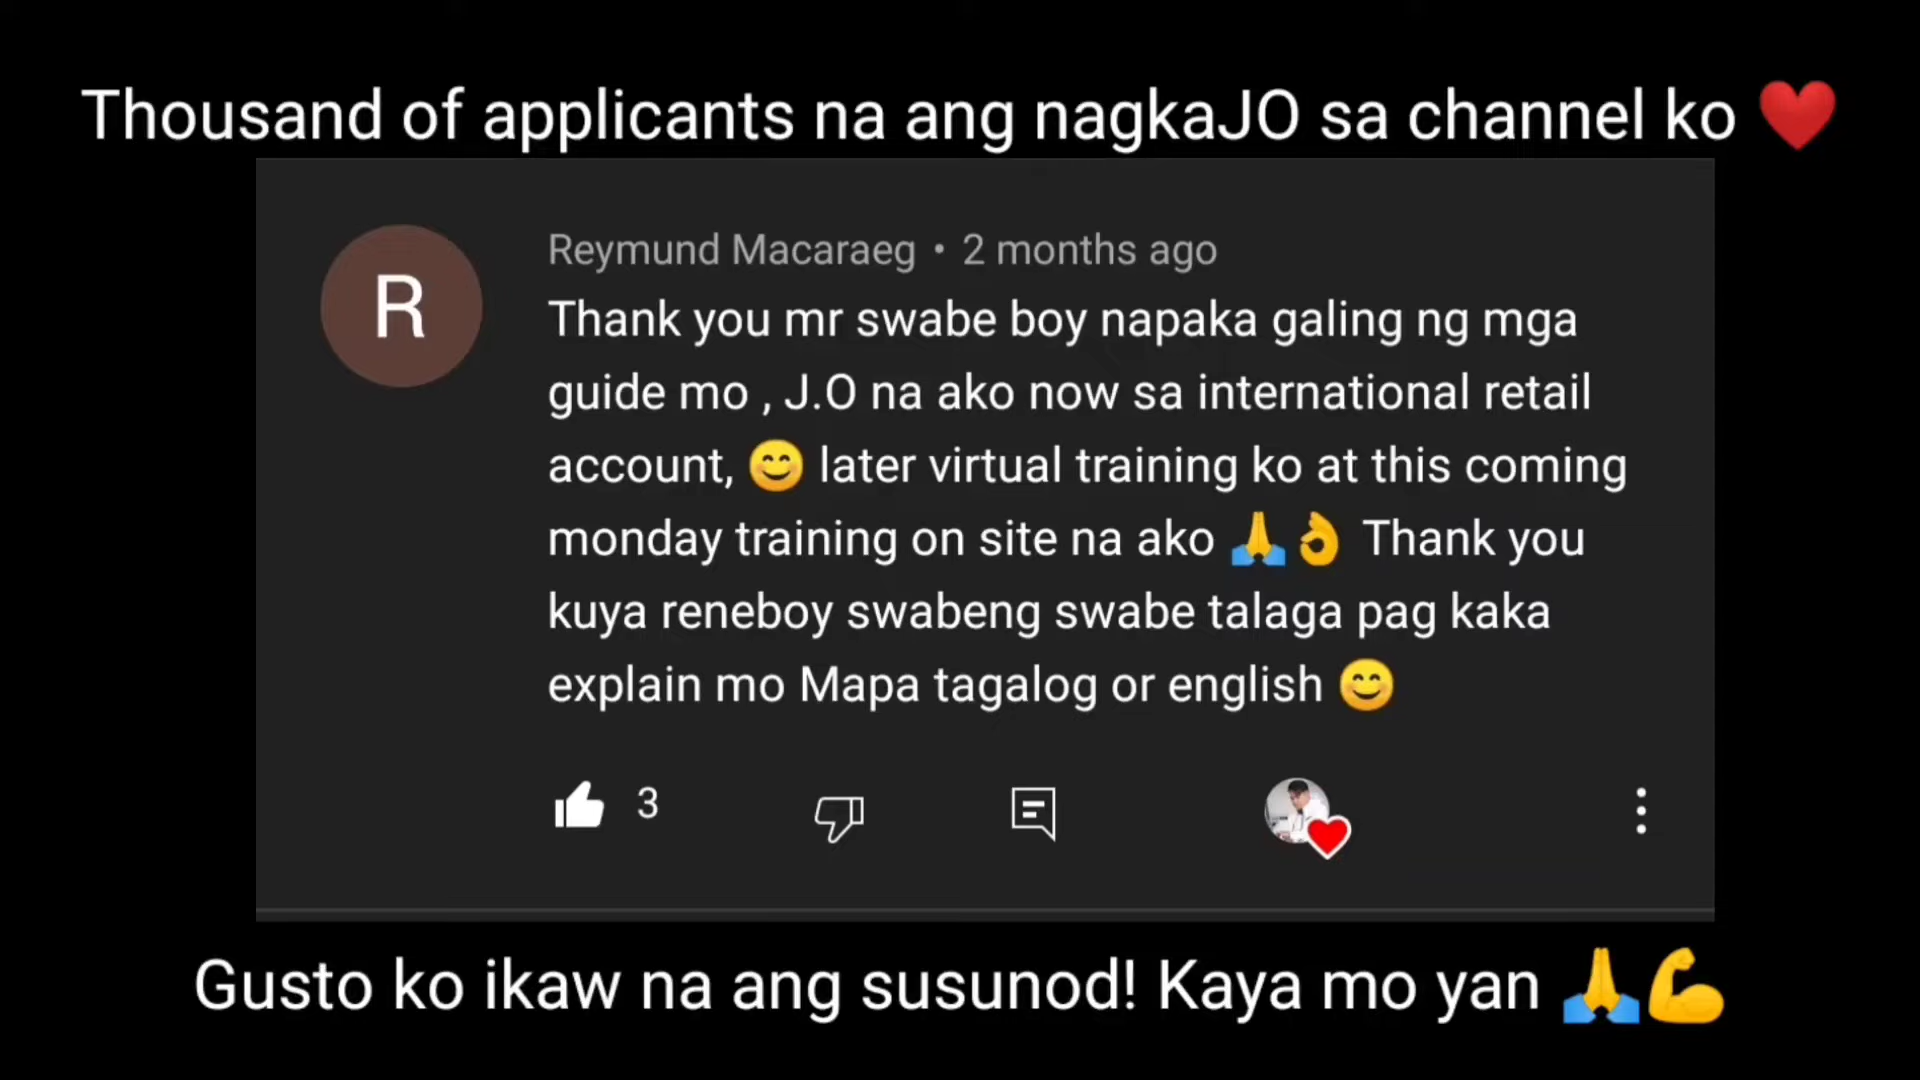 Thousand of applicants na ang nagkaJO sa channel ko ❤️
R
Reymund Macaraeg • 2 months ago
Thank you mr swabe boy napaka galing ng mga
guide mo , J.O na ako now sa international retail
account, 😊 later virtual training ko at this coming
monday training on site na ako 🙏👌 Thank you
kuya reneboy swabeng swabe talaga pag kaka
explain mo Mapa tagalog or english 😊
3
Gusto ko ikaw na ang susunod! Kaya mo yan 🙏💪